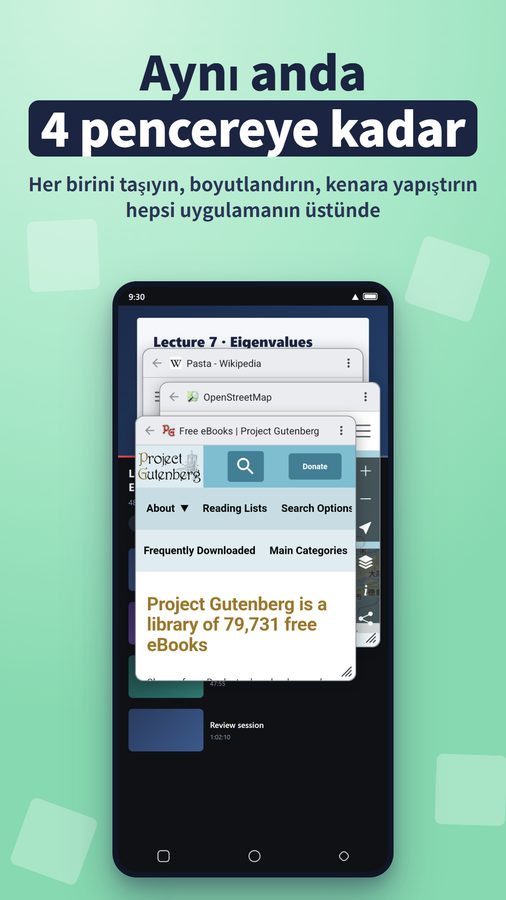 Aynı anda
4 pencereye kadar
Her birini taşıyın, boyutlandırın, kenara yapıştırın
hepsi uygulamanın üstünde
9:30
Lecture 7 · Eigenvalues
Pasta - Wikipedia
OpenStreetMap
Free eBooks | Project Gutenberg
Project
Gutenberg
Donate
About ▼ Reading Lists Search Options
Frequently Downloaded Main Categories
Project Gutenberg is a
library of 79,731 free
eBooks
47:55
Review session
1:02:10